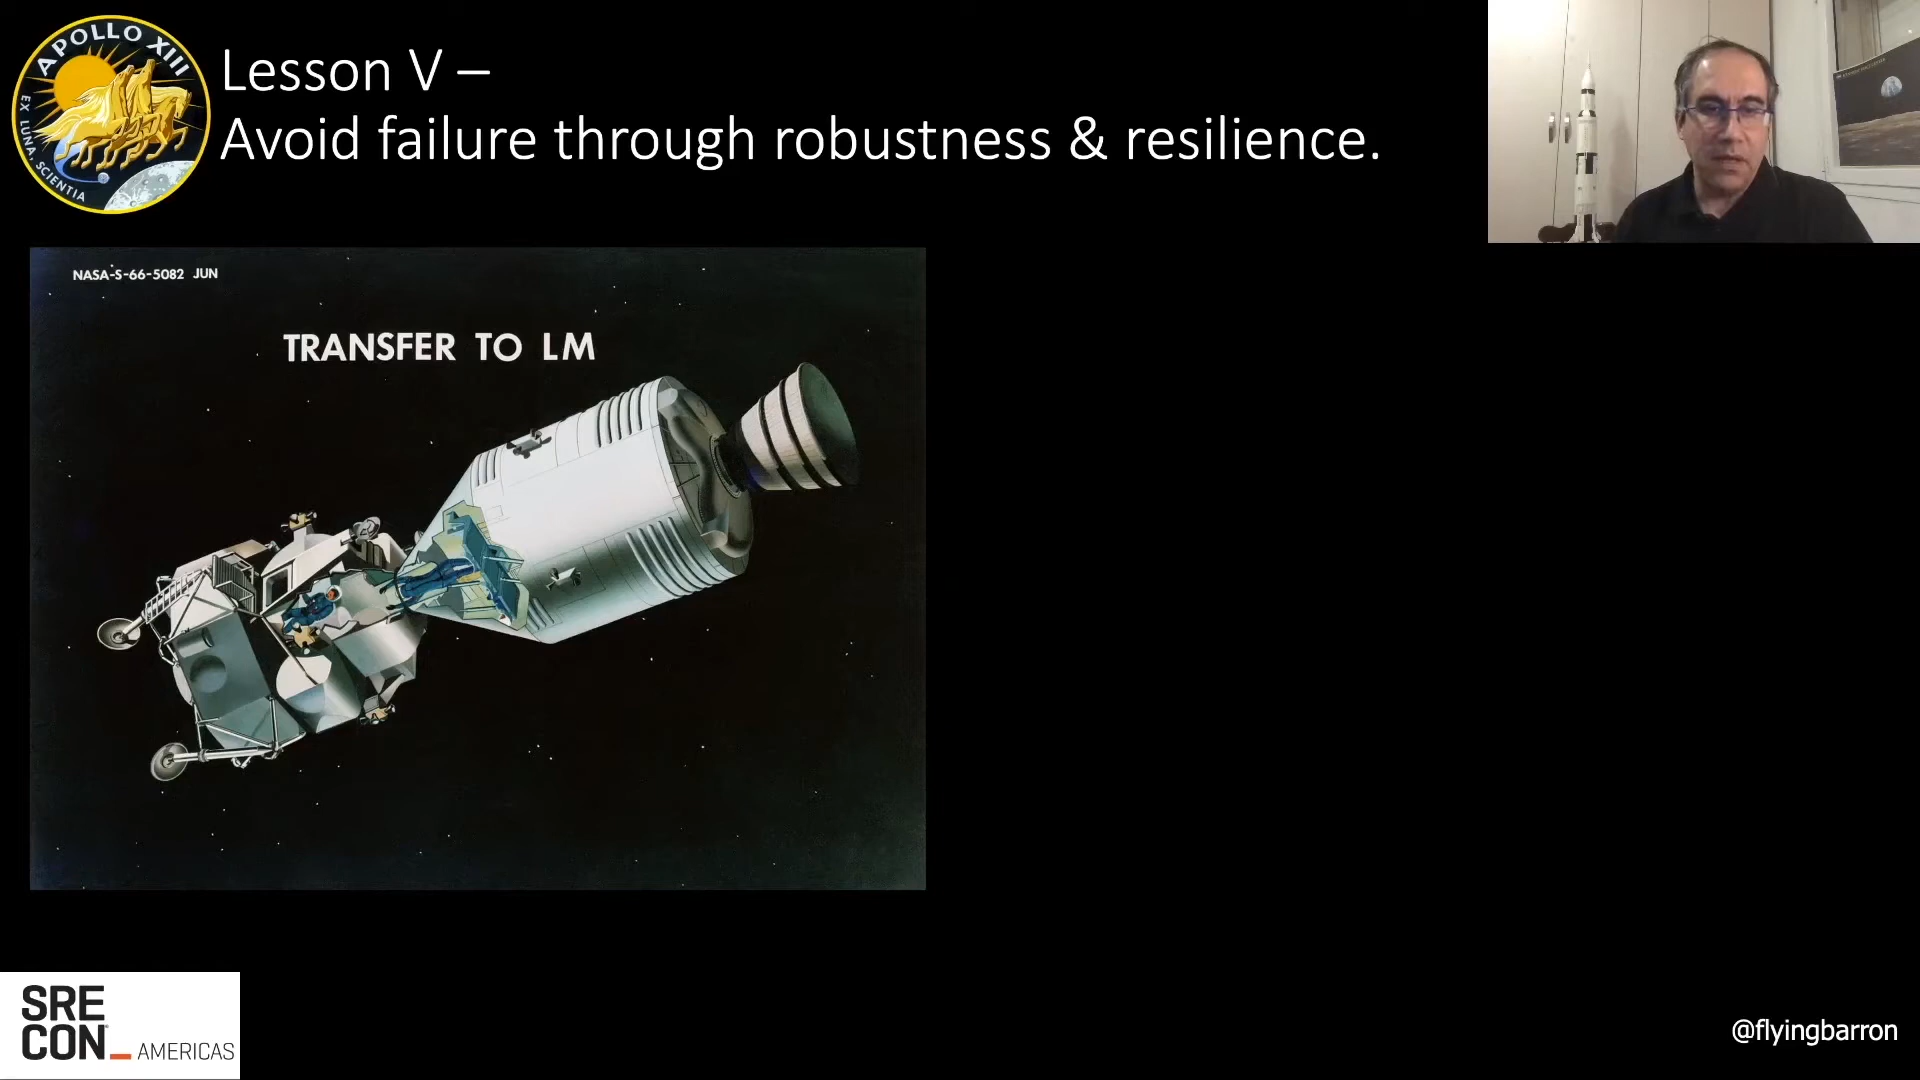 APOLLO XIII
EX LUNA, SCIENTIA
Lesson V –
Avoid failure through robustness & resilience.
NASA-S-66-5082 JUN
TRANSFER TO LM
SRE
CON
AMERICAS
@flyingbarron